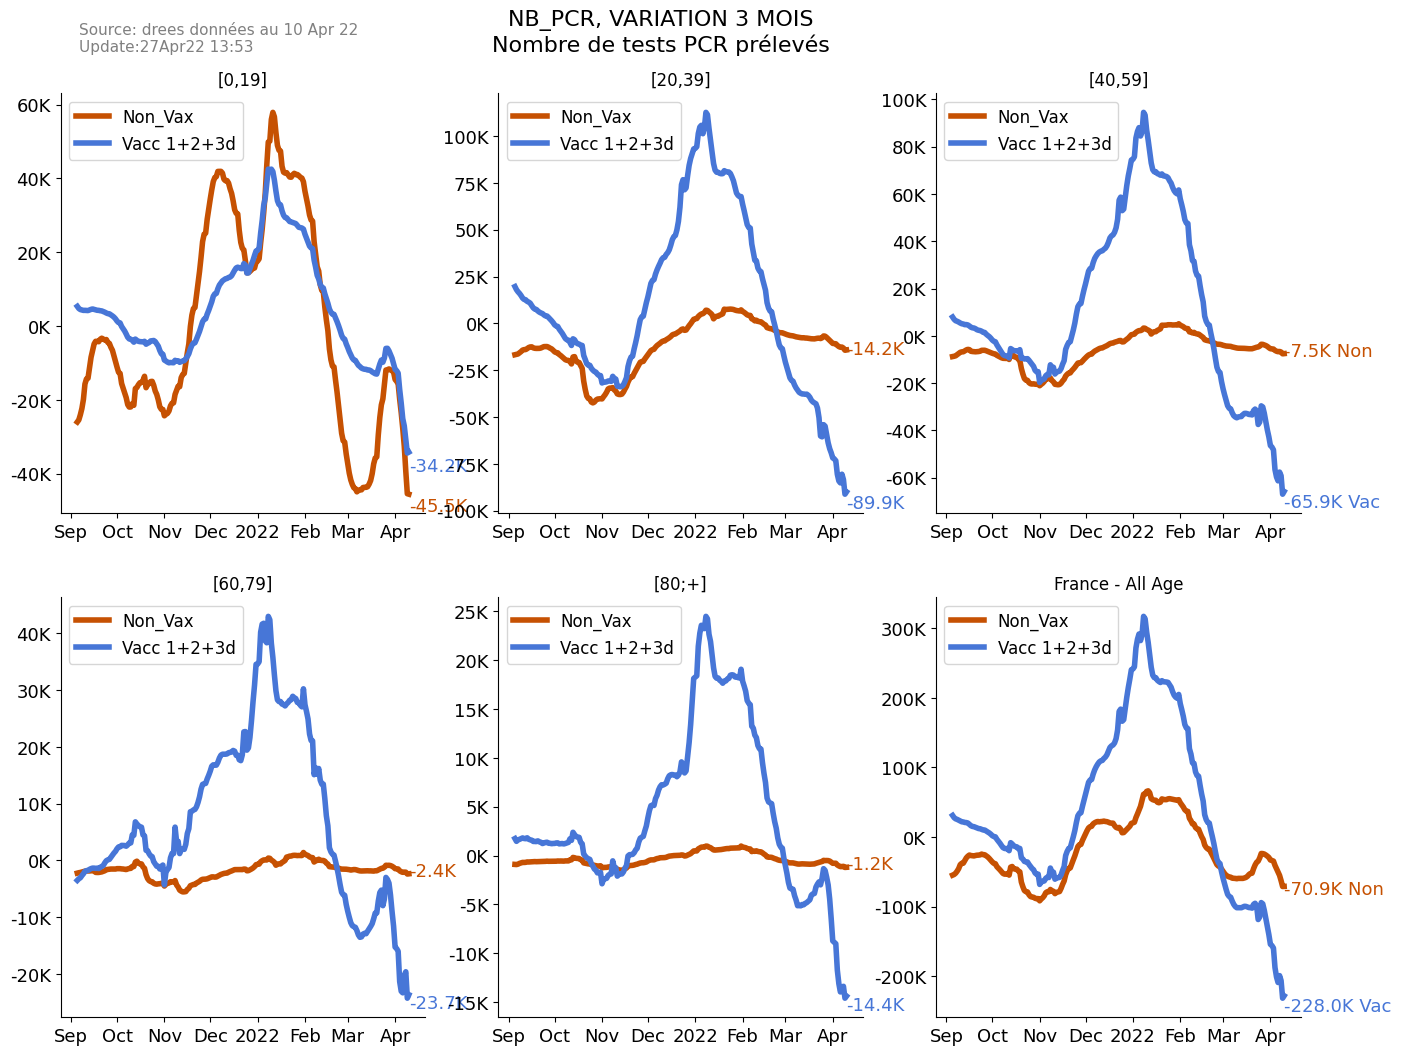 Source: drees données au 10 Apr 22
Update:27Apr22 13:53
NB_PCR, VARIATION 3 MOIS
Nombre de tests PCR prélevés
[0,19]
Non_Vax
Vacc 1+2+3d
60K
40K
20K
0K
-20K
-40K
-34.2K
-45.5K
Sep Oct Nov Dec 2022 Feb Mar Apr
[20,39]
Non_Vax
Vacc 1+2+3d
100K
75K
50K
25K
0K
-25K
-50K
-75K
-100K
-14.2K
-89.9K
Sep Oct Nov Dec 2022 Feb Mar Apr
[40,59]
Non_Vax
Vacc 1+2+3d
100K
80K
60K
40K
20K
0K
-20K
-40K
-60K
-7.5K Non
-65.9K Vac
Sep Oct Nov Dec 2022 Feb Mar Apr
[60,79]
Non_Vax
Vacc 1+2+3d
40K
30K
20K
10K
0K
-10K
-20K
-2.4K
-23.7K
Sep Oct Nov Dec 2022 Feb Mar Apr
[80;+]
Non_Vax
Vacc 1+2+3d
25K
20K
15K
10K
5K
0K
-5K
-10K
-15K
-1.2K
-14.4K
Sep Oct Nov Dec 2022 Feb Mar Apr
France - All Age
Non_Vax
Vacc 1+2+3d
300K
200K
100K
0K
-100K
-200K
-70.9K Non
-228.0K Vac
Sep Oct Nov Dec 2022 Feb Mar Apr